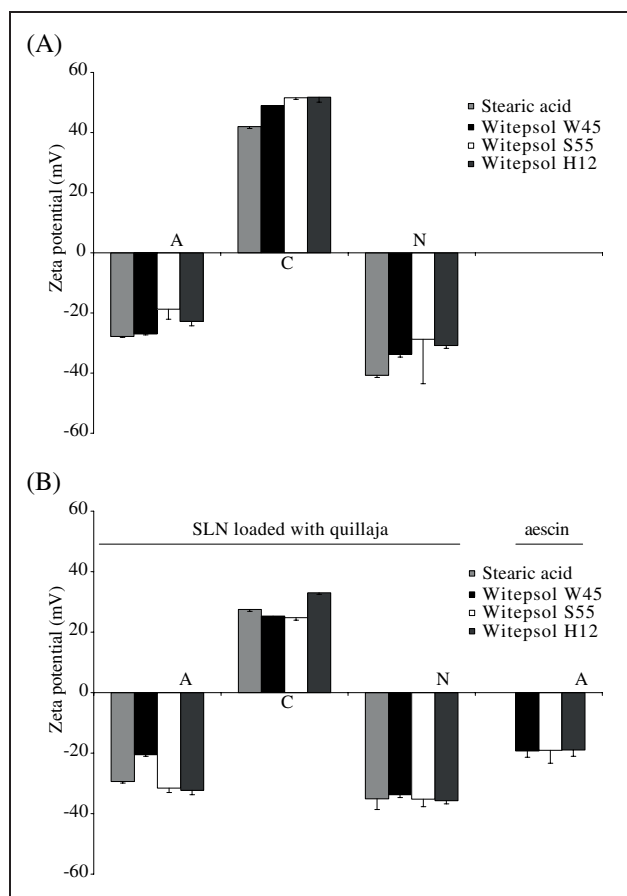 (A)
60
40
20
0
-20
-40
-60
Zeta potential (mV)
Stearic acid
Witepsol W45
Witepsol S55
Witepsol H12
A
C
N
(B)
60
40
20
0
-20
-40
-60
Zeta potential (mV)
SLN loaded with quillaja
aescin
Stearic acid
Witepsol W45
Witepsol S55
Witepsol H12
A
C
N
A